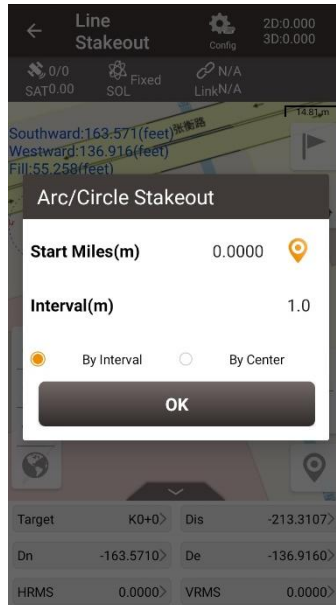 Line
Stakeout
Config
2D:0.000
3D:0.000
0/0
SAT0.00
Fixed
SOL
N/A
LinkN/A
14.81m
张衡路
Southward:163.571(feet)
Westward:136.916(feet)
Fill:55.258(feet)
Arc/Circle Stakeout
Start Miles(m) 0.0000
Interval(m) 1.0
By Interval By Center
OK
Target K0+0> Dis -213.3107>
Dn -163.5710> De -136.9160>
HRMS 0.0000> VRMS 0.0000>